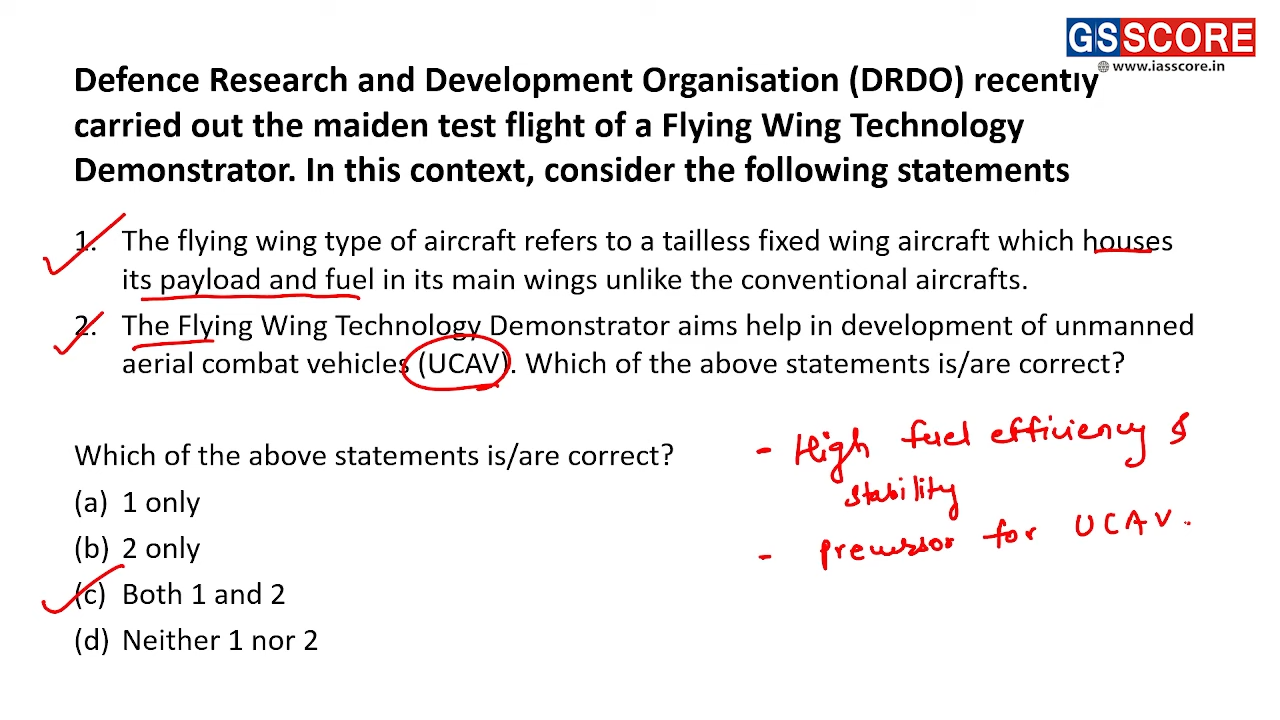 GSSCORE
www.iasscore.in
Defence Research and Development Organisation (DRDO) recently
carried out the maiden test flight of a Flying Wing Technology
Demonstrator. In this context, consider the following statements
1. The flying wing type of aircraft refers to a tailless fixed wing aircraft which houses
its payload and fuel in its main wings unlike the conventional aircrafts.
2. The Flying Wing Technology Demonstrator aims help in development of unmanned
aerial combat vehicles (UCAV). Which of the above statements is/are correct?
Which of the above statements is/are correct?
(a) 1 only
(b) 2 only
(c) Both 1 and 2
(d) Neither 1 nor 2
- High fuel efficiency &
stability
- Precursor for UCAV.